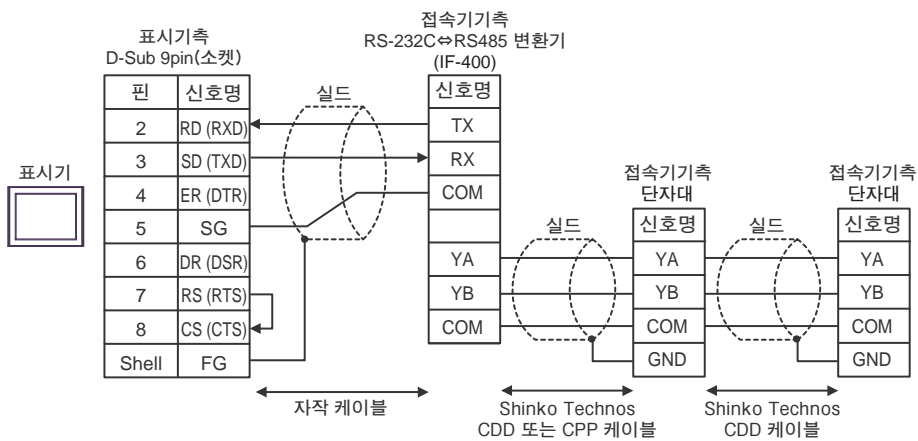 표시기측
D-Sub 9pin(소켓)
접속기기측
RS-232C⇔RS485 변환기
(IF-400)
핀 신호명
실드
신호명
2 RD (RXD)
TX
3 SD (TXD)
RX
4 ER (DTR)
COM
5 SG
6 DR (DSR)
YA
7 RS (RTS)
YB
8 CS (CTS)
COM
Shell FG
표시기
접속기기측
단자대
실드
신호명
YA
YB
COM
GND
접속기기측
단자대
실드
신호명
YA
YB
COM
GND
자작 케이블
Shinko Technos
CDD 또는 CPP 케이블
Shinko Technos
CDD 케이블